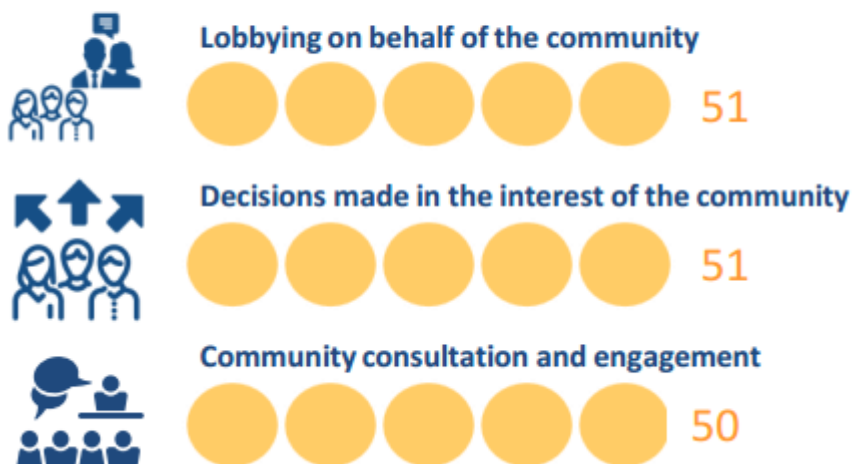 Lobbying on behalf of the community
51
Decisions made in the interest of the community
51
Community consultation and engagement
50